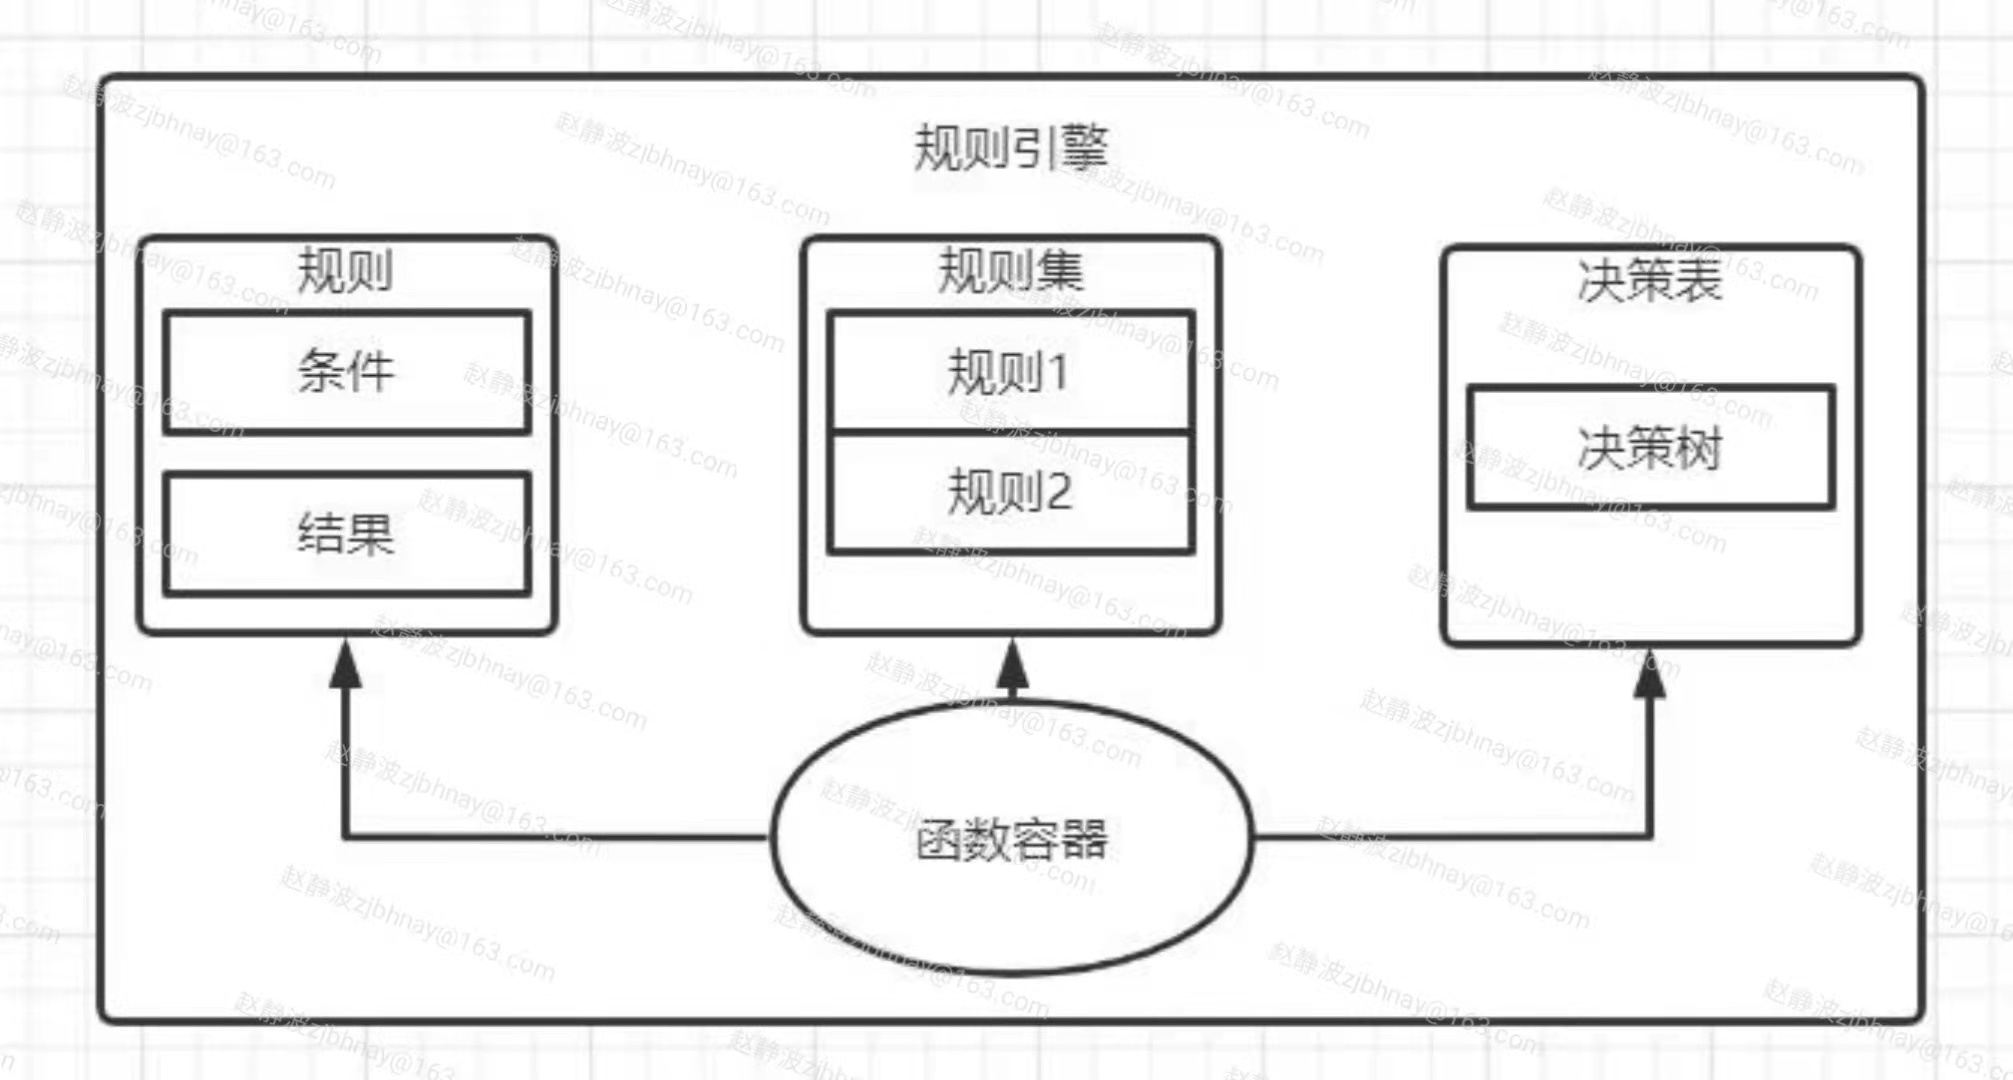 规则引擎
规则
条件
结果
规则集
规则1
规则2
决策表
决策树
函数容器
赵静波zjbhnay@163.com